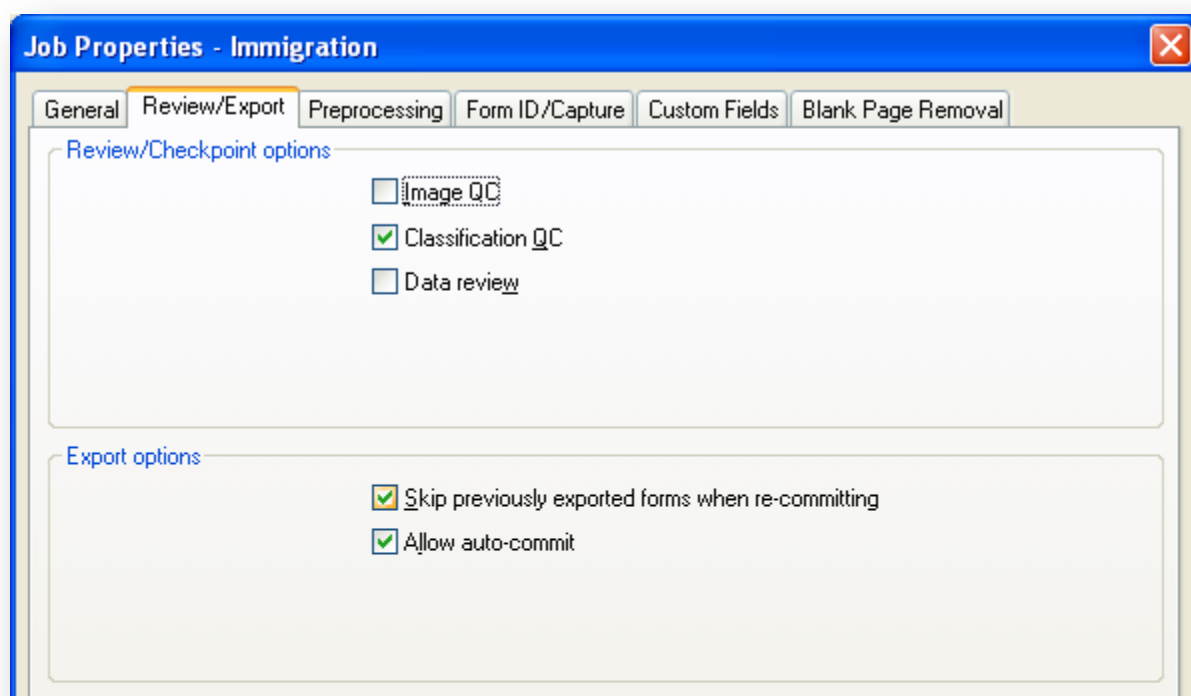 Job Properties - Immigration
General Review/Export Preprocessing Form ID/Capture Custom Fields Blank Page Removal
Review/Checkpoint options
Image QC
Classification QC
Data review
Export options
Skip previously exported forms when re-committing
Allow auto-commit